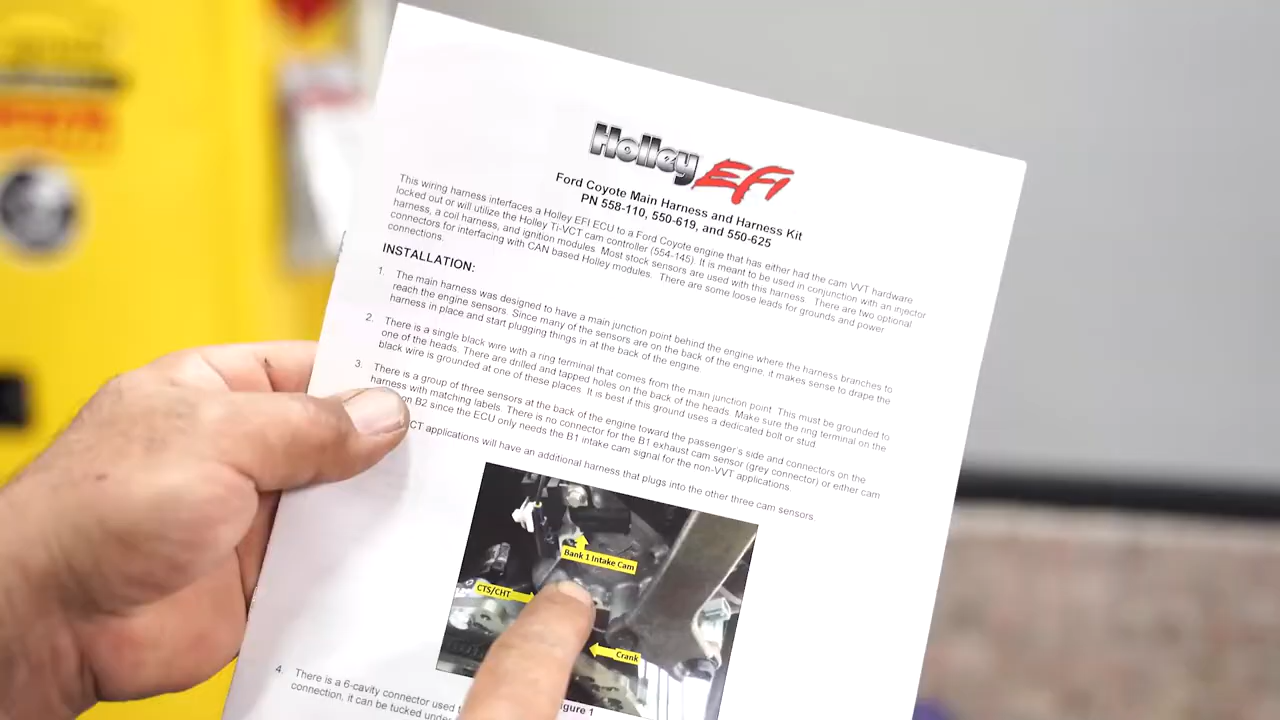 Holley EFI
Ford Coyote Main Harness and Harness Kit
PN 558-110, 550-619, and 550-625
This wiring harness interfaces a Holley EFI ECU to a Ford Coyote engine that has either had the cam VVT hardware
locked out or will utilize the Holley Ti-VCT cam controller (554-145). It is meant to be used in conjunction with an injector
harness, a coil harness, and ignition modules. Most stock sensors are used with this harness. There are two optional
connectors for interfacing with CAN based Holley modules. There are some loose leads for grounds and power
connections.
INSTALLATION:
1. The main harness was designed to have a main junction point behind the engine where the harness branches to
reach the engine sensors. Since many of the sensors are on the back of the engine, it makes sense to drape the
harness in place and start plugging things in at the back of the engine.
2. There is a single black wire with a ring terminal that comes from the main junction point. This must be grounded to
one of the heads. There are drilled and tapped holes on the back of the heads. Make sure the ring terminal on the
black wire is grounded at one of these places. It is best if this ground uses a dedicated bolt or stud.
3. There is a group of three sensors at the back of the engine toward the passenger's side and connectors on the
harness with matching labels. There is no connector for the B1 exhaust cam sensor (grey connector) or either cam
on B2 since the ECU only needs the B1 intake cam signal for the non-VVT applications.
CT applications will have an additional harness that plugs into the other three cam sensors
Bank 1 Intake Cam
CTS/CHT
Crank
igure 1
4. There is a 6-cavity connector used
connection, it can be tucked under